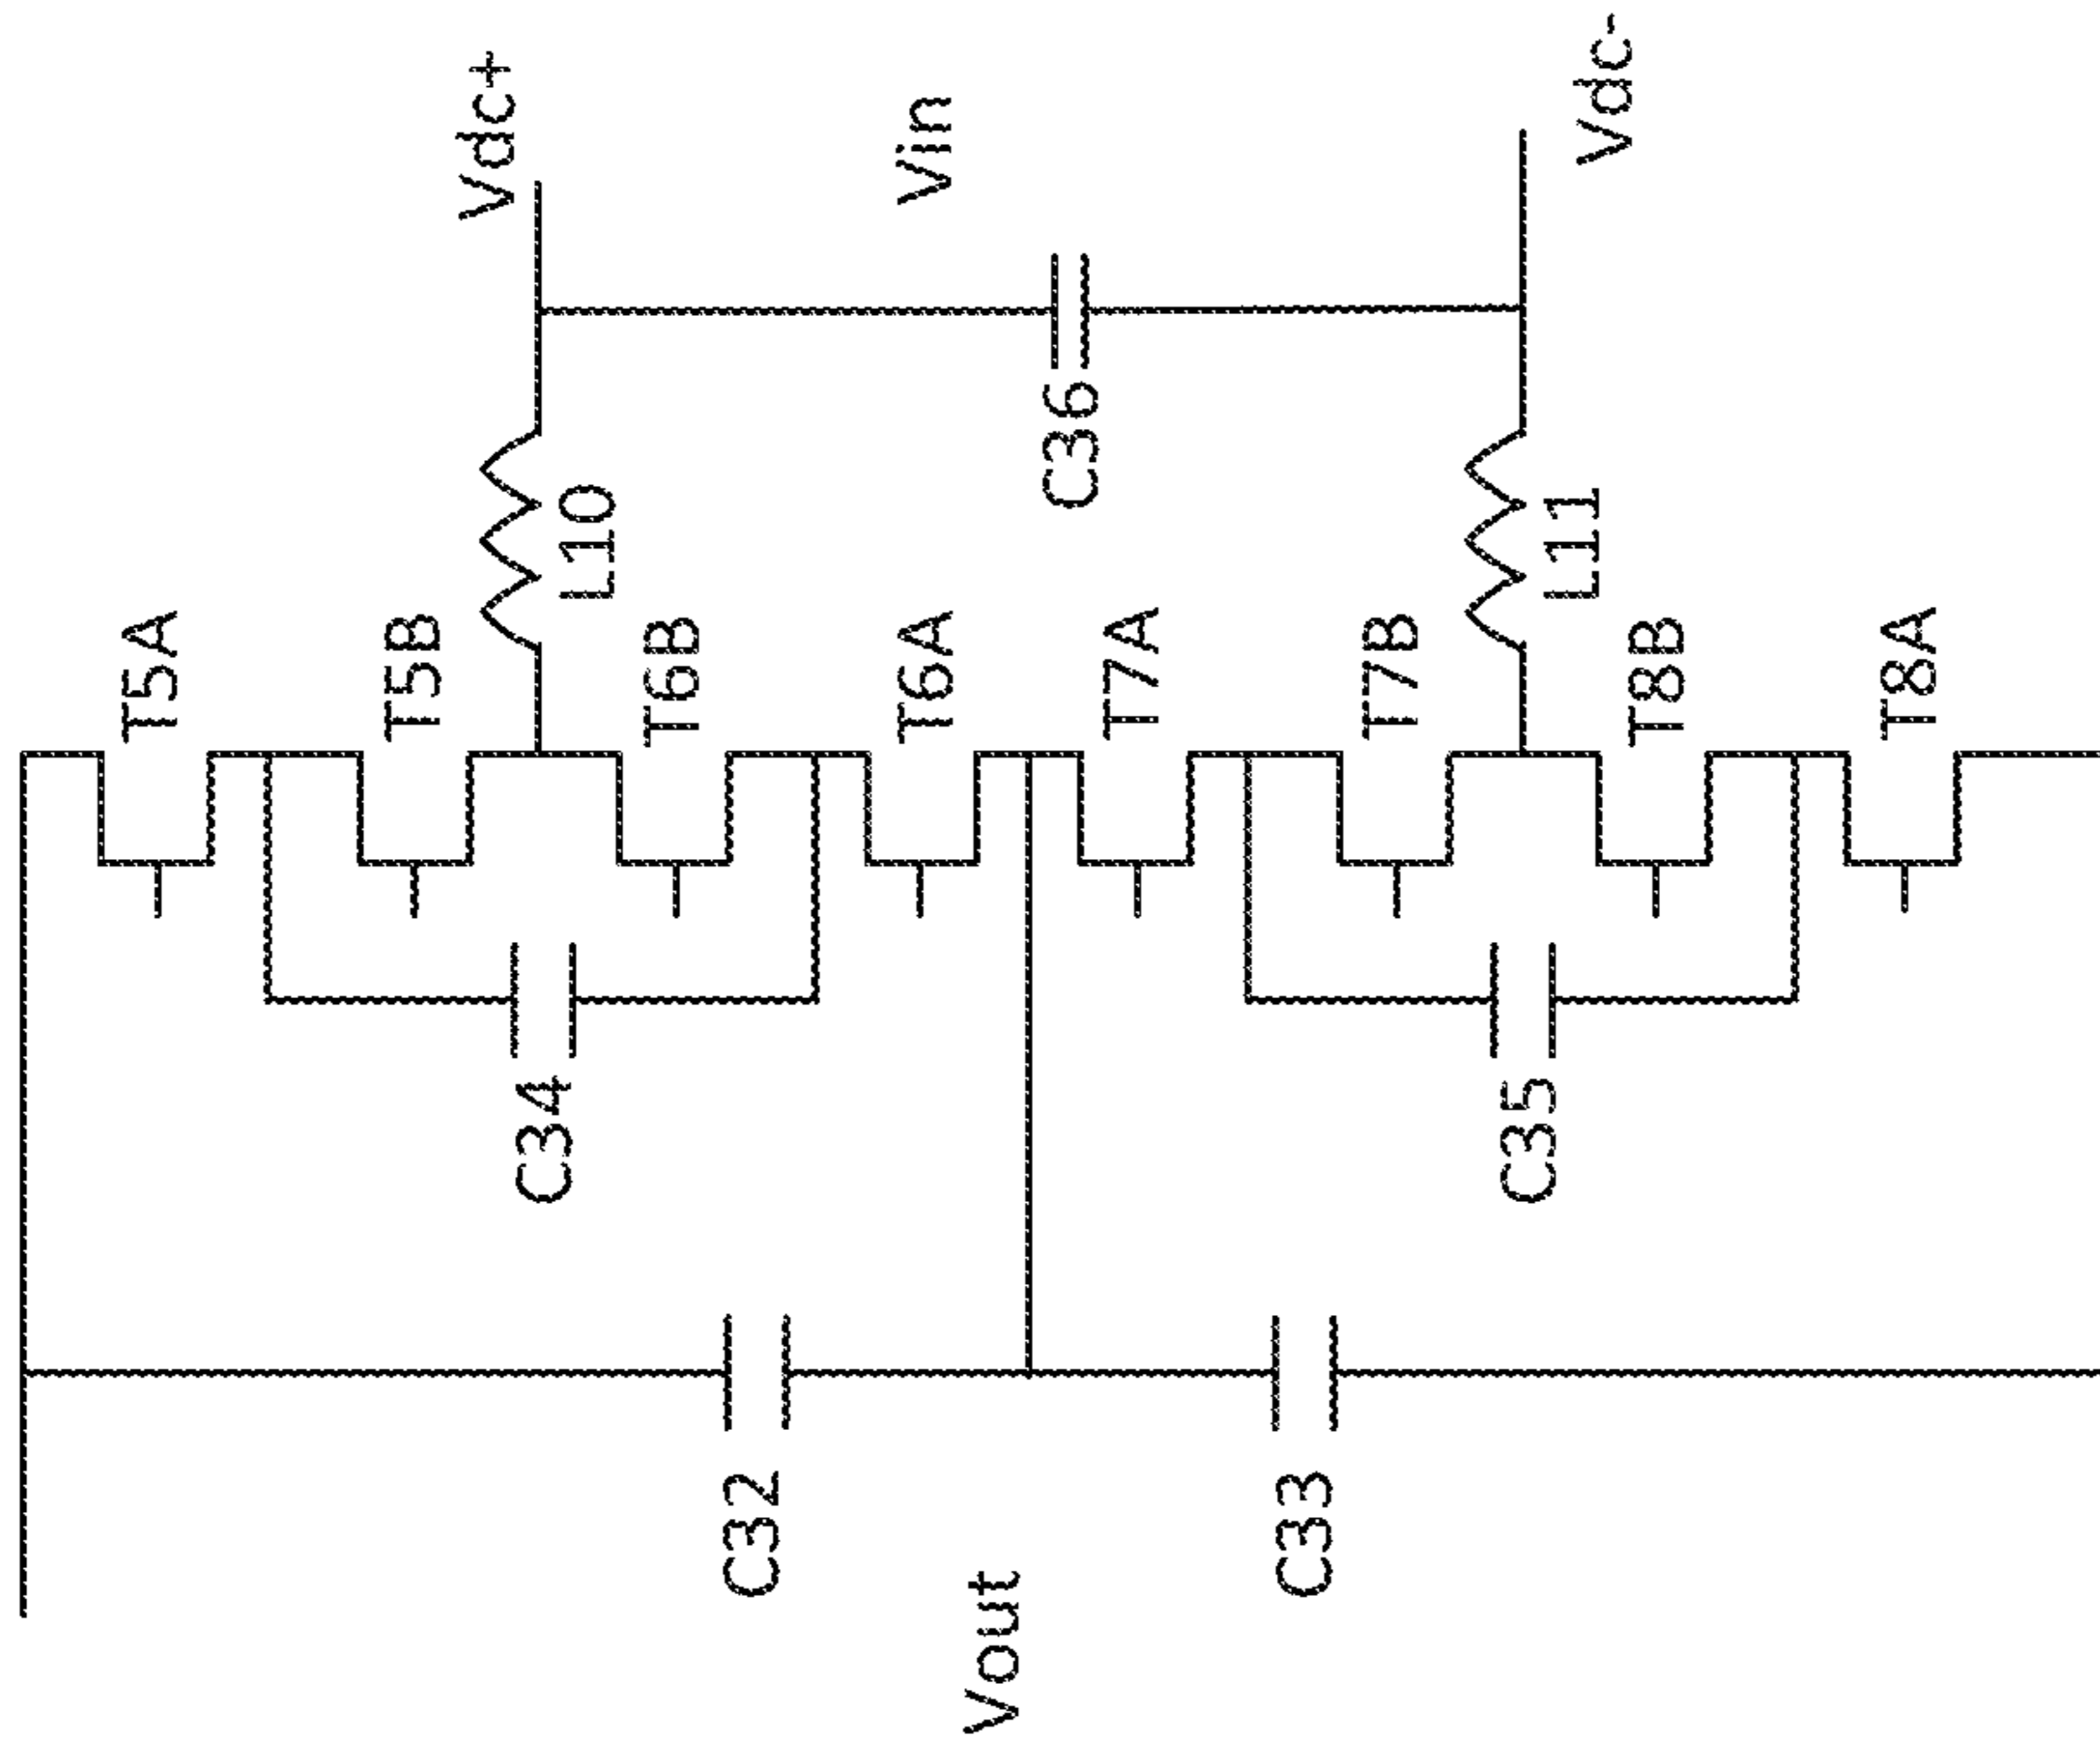 Vdc+
Vin
Vdc-
C36
L10
L11
T5A
T5B
T6B
T6A
T7A
T7B
T8B
T8A
C34
C35
C32
C33
Vout